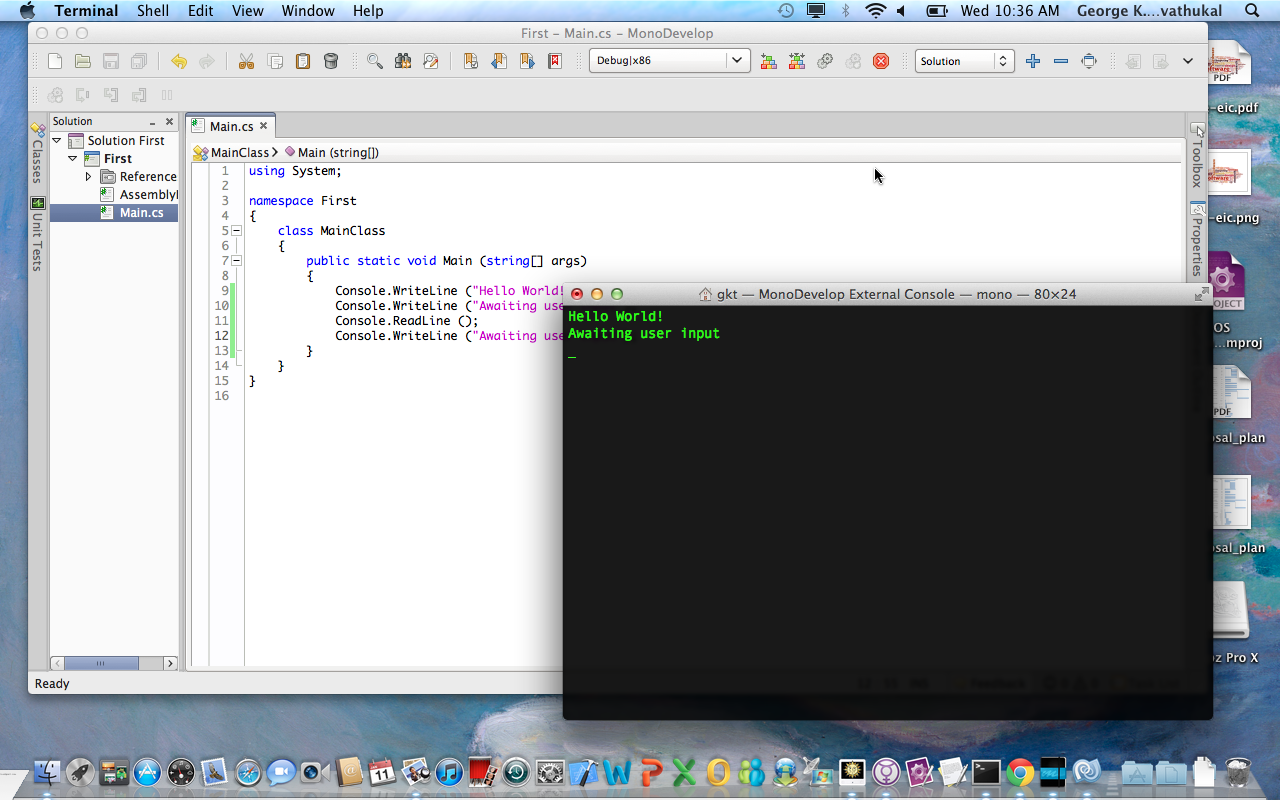 Terminal Shell Edit View Window Help Wed 10:36 AM George K....vathukal
First – Main.cs – MonoDevelop
Debug|x86 Solution
Solution
Main.cs
Solution First
First
Reference
Assembly
Main.cs
Classes
Unit Tests
MainClass Main (string[])
1 using System;
2
3 namespace First
4 {
5 class MainClass
6 {
7 public static void Main (string[] args)
8 {
9 Console.WriteLine ("Hello World!
10 Console.WriteLine ("Awaiting use
11 Console.ReadLine ();
12 Console.WriteLine ("Awaiting use
13 }
14 }
15 }
16
Toolbox
Properties
gkt — MonoDevelop External Console — mono — 80×24
Hello World!
Awaiting user input
_
Ready
PDF
-eic.pdf
-eic.png
OJECT
OS
...mproj
PDF
osal_plan
osal_plan
oz Pro X
11